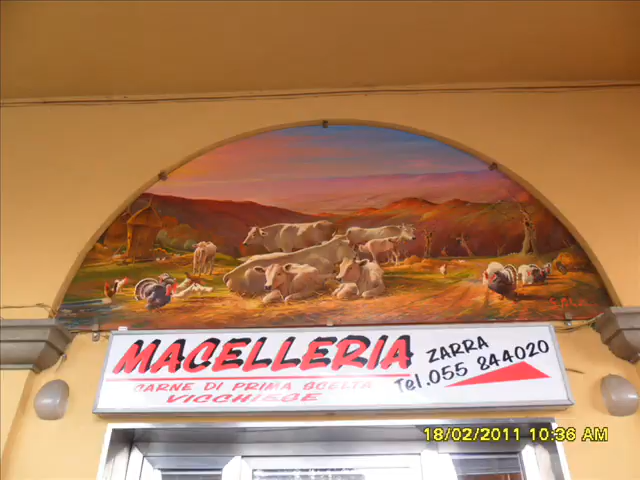 MACELLERIA
ZARRA
CARNE DI PRIMA SCELTA
Tel.055 844020
VICCHIESE
18/02/2011 10:36 AM